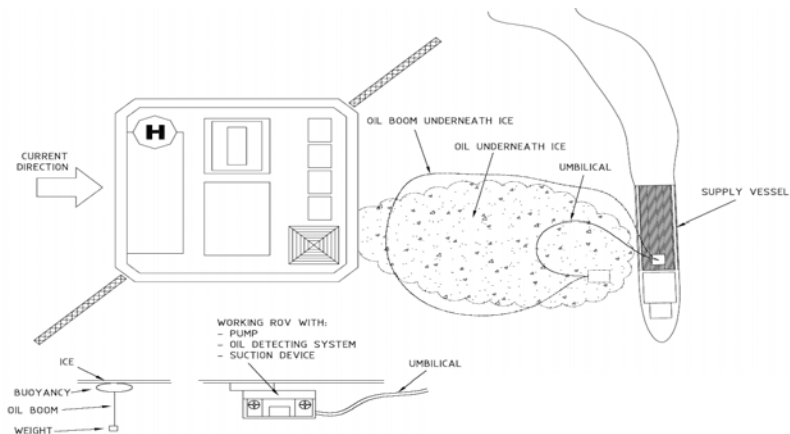 H
CURRENT
DIRECTION
OIL BOOM UNDERNEATH ICE
OIL UNDERNEATH ICE
UMBILICAL
SUPPLY VESSEL
WORKING ROV WITH:
- PUMP
- OIL DETECTING SYSTEM
- SUCTION DEVICE
UMBILICAL
ICE
BUOYANCY
OIL BOOM
WEIGHT